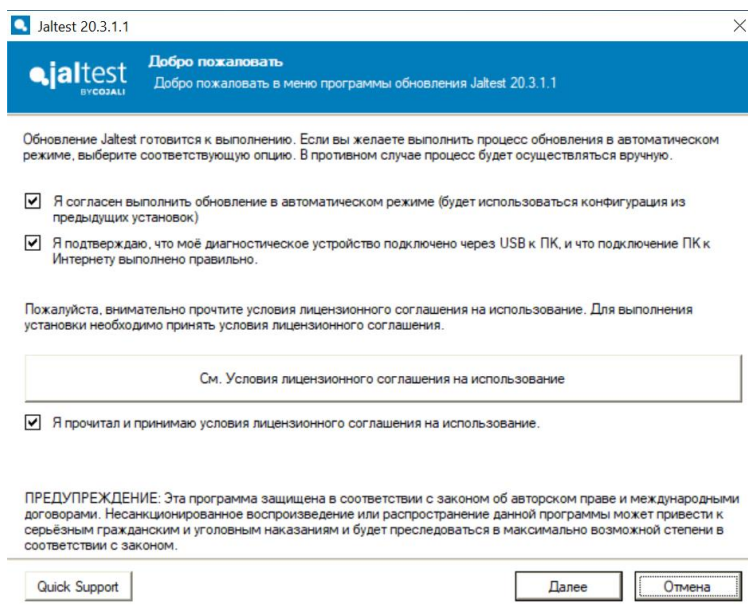 Jaltest 20.3.1.1
jaltest
BYCOJALI
Добро пожаловать
Добро пожаловать в меню программы обновления Jaltest 20.3.1.1
Обновление Jaltest готовится к выполнению. Если вы желаете выполнить процесс обновления в автоматическом
режиме, выберите соответствующую опцию. В противном случае процесс будет осуществляться вручную.
Я согласен выполнить обновление в автоматическом режиме (будет использоваться конфигурация из
предыдущих установок)
Я подтверждаю, что моё диагностическое устройство подключено через USB к ПК, и что подключение ПК к
Интернету выполнено правильно.
Пожалуйста, внимательно прочтите условия лицензионного соглашения на использование. Для выполнения
установки необходимо принять условия лицензионного соглашения.
См. Условия лицензионного соглашения на использование
Я прочитал и принимаю условия лицензионного соглашения на использование.
ПРЕДУПРЕЖДЕНИЕ: Эта программа защищена в соответствии с законом об авторском праве и международными
договорами. Несанкционированное воспроизведение или распространение данной программы может привести к
серьёзным гражданским и уголовным наказаниям и будет преследоваться в максимально возможной степени в
соответствии с законом.
Quick Support
Далее
Отмена